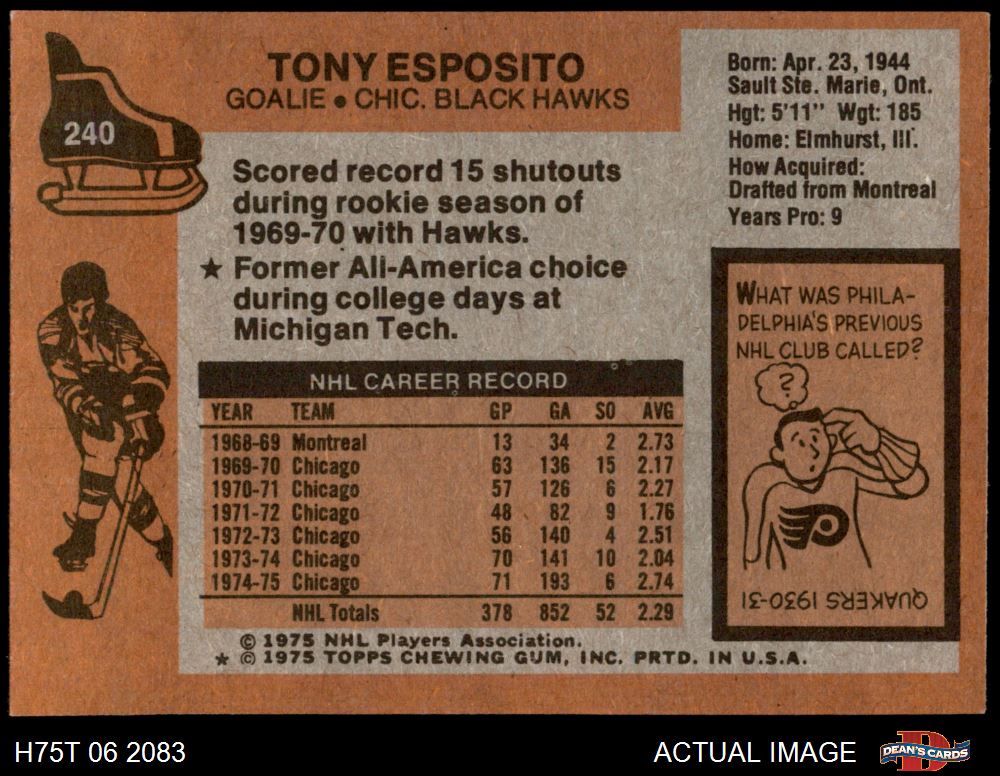 TONY ESPOSITO
GOALIE • CHIC. BLACK HAWKS
240
Born: Apr. 23, 1944
Sault Ste. Marie, Ont.
Hgt: 5'11" Wgt: 185
Home: Elmhurst, Ill.
How Acquired:
Drafted from Montreal
Years Pro: 9
Scored record 15 shutouts
during rookie season of
1969-70 with Hawks.
★ Former All-America choice
during college days at
Michigan Tech.
NHL CAREER RECORD
YEAR TEAM GP GA SO AVG
1968-69 Montreal 13 34 2 2.73
1969-70 Chicago 63 136 15 2.17
1970-71 Chicago 57 126 6 2.27
1971-72 Chicago 48 82 9 1.76
1972-73 Chicago 56 140 4 2.51
1973-74 Chicago 70 141 10 2.04
1974-75 Chicago 71 193 6 2.74
NHL Totals 378 852 52 2.29
© 1975 NHL Players Association.
★ © 1975 TOPPS CHEWING GUM, INC. PRTD. IN U.S.A.
WHAT WAS PHILA-
DELPHIA'S PREVIOUS
NHL CLUB CALLED?
?
QUAKERS 1930-31
H75T 06 2083
ACTUAL IMAGE
D
DEAN'S CARDS